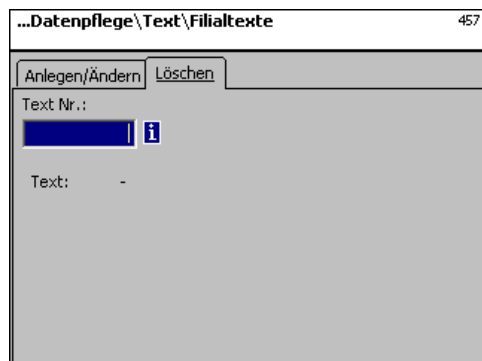 ...Datenpflege\Text\Filialtexte 457
Anlegen/Ändern Löschen
Text Nr.:
i
Text: -